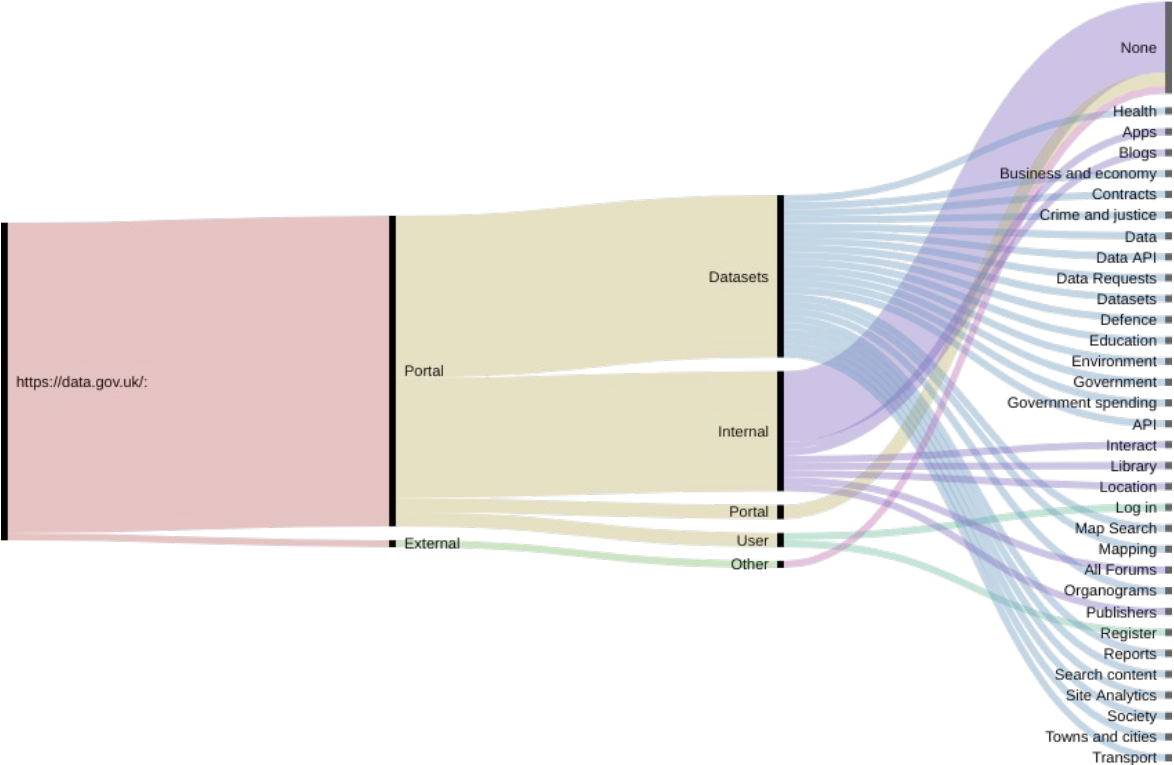 https://data.gov.uk/:
Portal
External
Datasets
Internal
Portal
User
Other
None
Health
Apps
Blogs
Business and economy
Contracts
Crime and justice
Data
Data API
Data Requests
Datasets
Defence
Education
Environment
Government
Government spending
API
Interact
Library
Location
Log in
Map Search
Mapping
All Forums
Organograms
Publishers
Register
Reports
Search content
Site Analytics
Society
Towns and cities
Transport